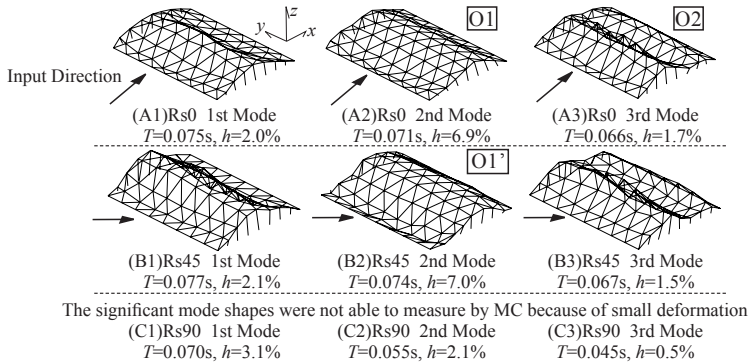 z
y
x
O1
O2
Input Direction
(A1)Rs0 1st Mode
T=0.075s, h=2.0%
(A2)Rs0 2nd Mode
T=0.071s, h=6.9%
(A3)Rs0 3rd Mode
T=0.066s, h=1.7%
O1'
(B1)Rs45 1st Mode
T=0.077s, h=2.1%
(B2)Rs45 2nd Mode
T=0.074s, h=7.0%
(B3)Rs45 3rd Mode
T=0.067s, h=1.5%
The significant mode shapes were not able to measure by MC because of small deformation
(C1)Rs90 1st Mode
T=0.070s, h=3.1%
(C2)Rs90 2nd Mode
T=0.055s, h=2.1%
(C3)Rs90 3rd Mode
T=0.045s, h=0.5%